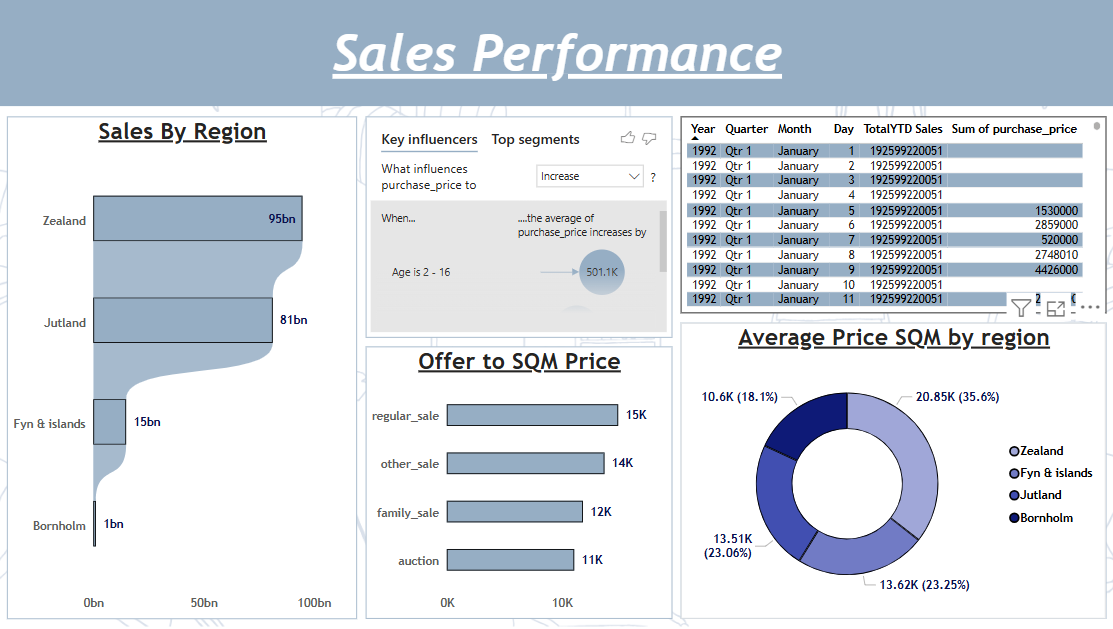 Sales Performance
Sales By Region
Zealand
95bn
Jutland
81bn
Fyn & islands
15bn
Bornholm
1bn
0bn 50bn 100bn
Key influencers Top segments
What influences
purchase_price to
Increase
?
When...
....the average of
purchase_price increases by
Age is 2 - 16
501.1K
Offer to SQM Price
regular_sale 15K
other_sale 14K
family_sale 12K
auction 11K
0K 10K
Year Quarter Month Day TotalYTD Sales Sum of purchase_price
1992 Qtr 1 January 1 192599220051
1992 Qtr 1 January 2 192599220051
1992 Qtr 1 January 3 192599220051
1992 Qtr 1 January 4 192599220051
1992 Qtr 1 January 5 192599220051 1530000
1992 Qtr 1 January 6 192599220051 2859000
1992 Qtr 1 January 7 192599220051 520000
1992 Qtr 1 January 8 192599220051 2748010
1992 Qtr 1 January 9 192599220051 4426000
1992 Qtr 1 January 10 192599220051
1992 Qtr 1 January 11 192599220051
Average Price SQM by region
10.6K (18.1%)
20.85K (35.6%)
13.51K
(23.06%)
13.62K (23.25%)
Zealand
Fyn & islands
Jutland
Bornholm